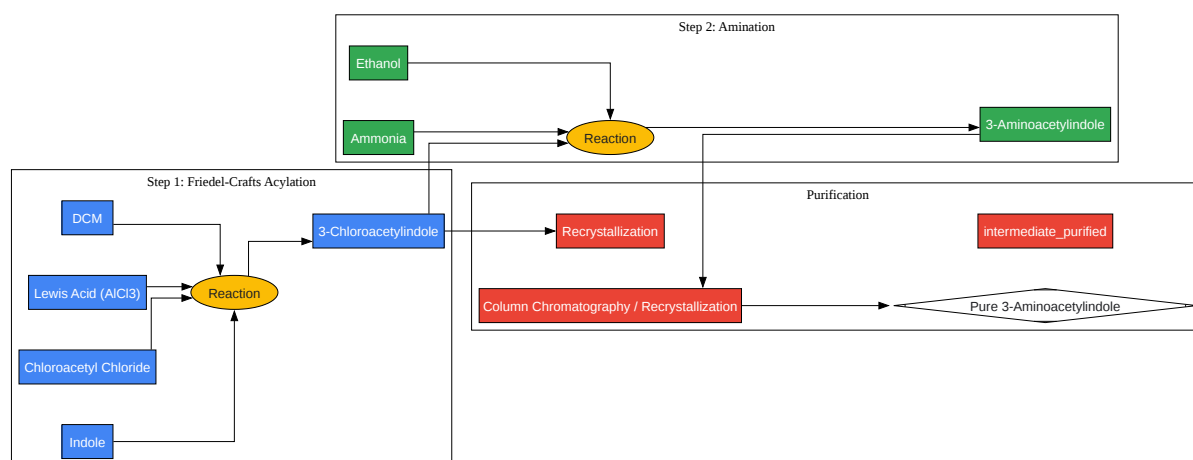 Step 2: Amination
Ethanol
Ammonia
Reaction
3-Aminoacetylindole
Step 1: Friedel-Crafts Acylation
DCM
Lewis Acid (AlCl3)
Chloroacetyl Chloride
Indole
Reaction
3-Chloroacetylindole
Purification
Recrystallization
intermediate_purified
Column Chromatography / Recrystallization
Pure 3-Aminoacetylindole